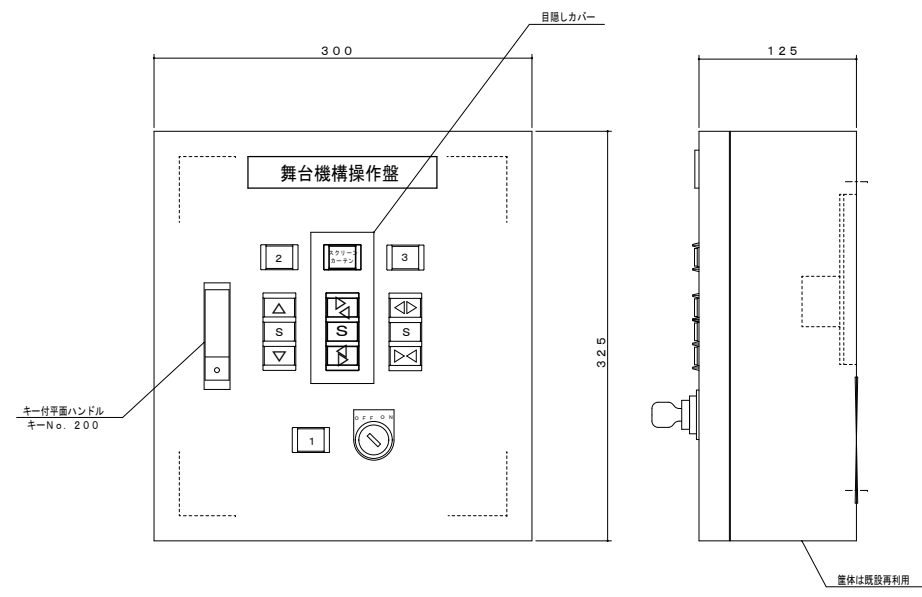 目隠しカバー
３００
１２５
舞台機構操作盤
２
スクリーン
カーテン
３
S
S
S
３２５
キー付平面ハンドル
キーＮｏ．２００
１
ＯＦＦ ＯＮ
筐体は既設再利用